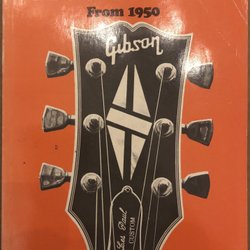 From 1950
Gibson
Les Paul
CUSTOM